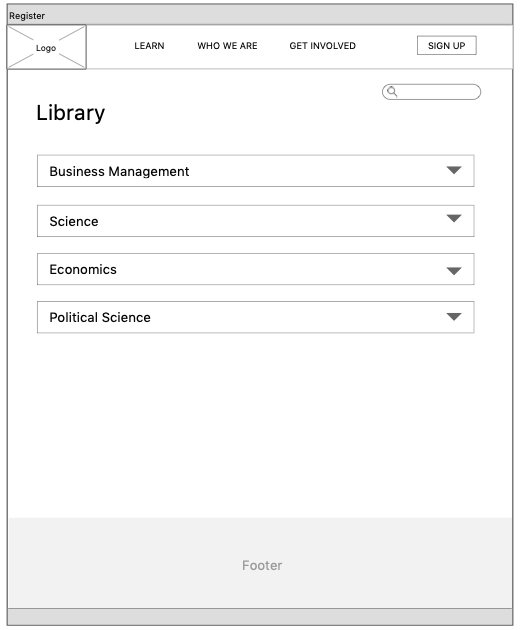 Register
Logo
LEARN
WHO WE ARE
GET INVOLVED
SIGN UP
Library
Business Management
Science
Economics
Political Science
Footer